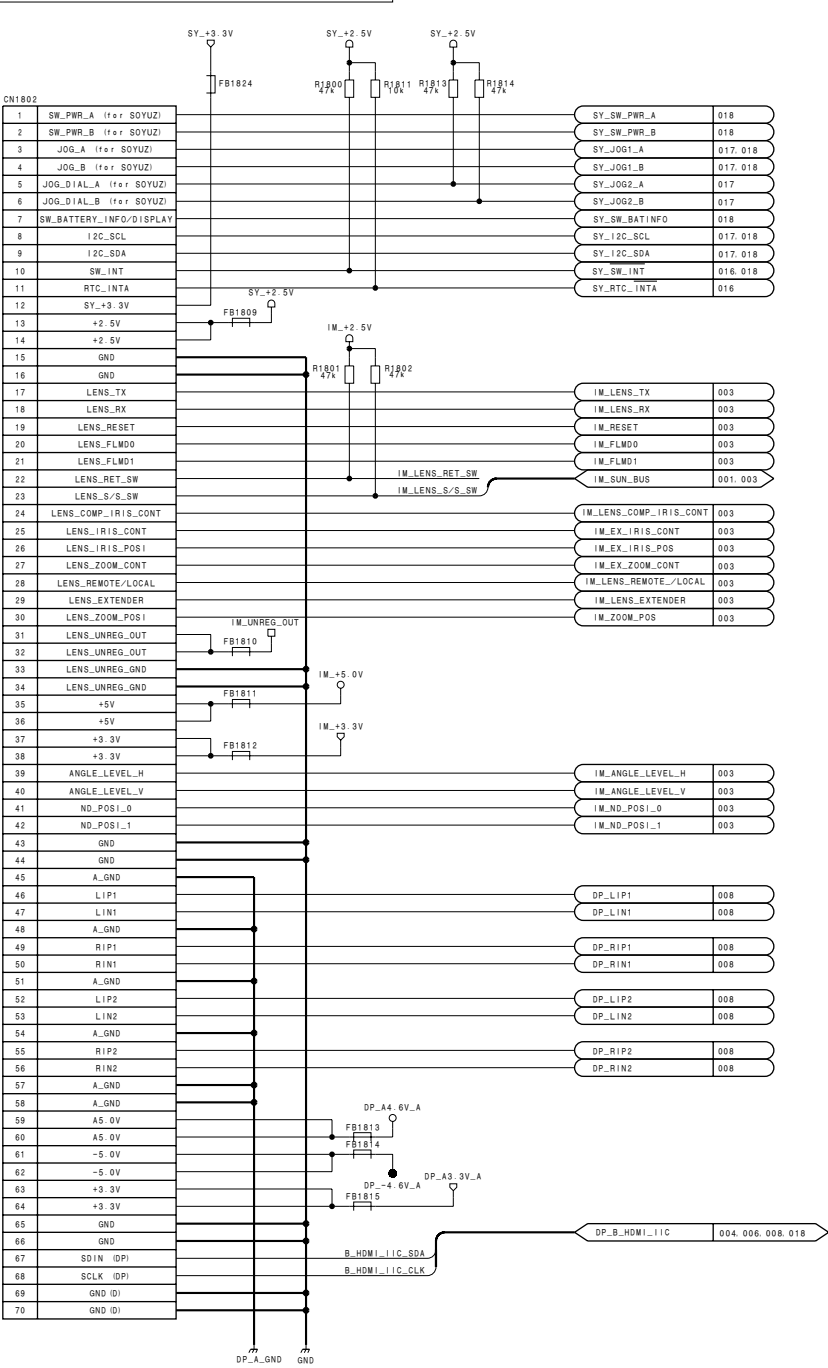 SY_+3.3V SY_+2.5V SY_+2.5V
FB1824 R1800 47k R1811 10k R1813 47k R1814 47k
CN1802
1 SW_PWR_A (for SOYUZ) SY_SW_PWR_A 018
2 SW_PWR_B (for SOYUZ) SY_SW_PWR_B 018
3 JOG_A (for SOYUZ) SY_JOG1_A 017.018
4 JOG_B (for SOYUZ) SY_JOG1_B 017.018
5 JOG_DIAL_A (for SOYUZ) SY_JOG2_A 017
6 JOG_DIAL_B (for SOYUZ) SY_JOG2_B 017
7 SW_BATTERY_INFO/DISPLAY SY_SW_BATINFO 018
8 I2C_SCL SY_I2C_SCL 017.018
9 I2C_SDA SY_I2C_SDA 017.018
10 SW_INT SY_SW_INT 016.018
11 RTC_INTA SY_RTC_INTA 016
SY_+2.5V
12 SY_+3.3V
FB1809
13 +2.5V
IM_+2.5V
14 +2.5V
15 GND
R1801 47k R1802 47k
16 GND
17 LENS_TX IM_LENS_TX 003
18 LENS_RX IM_LENS_RX 003
19 LENS_RESET IM_RESET 003
20 LENS_FLMD0 IM_FLMD0 003
21 LENS_FLMD1 IM_FLMD1 003
22 LENS_RET_SW IM_LENS_RET_SW IM_SUN_BUS 001.003
23 LENS_S/S_SW IM_LENS_S/S_SW
24 LENS_COMP_IRIS_CONT IM_LENS_COMP_IRIS_CONT 003
25 LENS_IRIS_CONT IM_EX_IRIS_CONT 003
26 LENS_IRIS_POSI IM_EX_IRIS_POS 003
27 LENS_ZOOM_CONT IM_EX_ZOOM_CONT 003
28 LENS_REMOTE/LOCAL IM_LENS_REMOTE_/LOCAL 003
29 LENS_EXTENDER IM_LENS_EXTENDER 003
30 LENS_ZOOM_POSI IM_ZOOM_POS 003
IM_UNREG_OUT
31 LENS_UNREG_OUT
FB1810
32 LENS_UNREG_OUT
33 LENS_UNREG_GND
IM_+5.0V
34 LENS_UNREG_GND
FB1811
35 +5V
36 +5V
IM_+3.3V
37 +3.3V
FB1812
38 +3.3V
39 ANGLE_LEVEL_H IM_ANGLE_LEVEL_H 003
40 ANGLE_LEVEL_V IM_ANGLE_LEVEL_V 003
41 ND_POSI_0 IM_ND_POSI_0 003
42 ND_POSI_1 IM_ND_POSI_1 003
43 GND
44 GND
45 A_GND
46 LIP1 DP_LIP1 008
47 LIN1 DP_LIN1 008
48 A_GND
49 RIP1 DP_RIP1 008
50 RIN1 DP_RIN1 008
51 A_GND
52 LIP2 DP_LIP2 008
53 LIN2 DP_LIN2 008
54 A_GND
55 RIP2 DP_RIP2 008
56 RIN2 DP_RIN2 008
57 A_GND
58 A_GND
DP_A4.6V_A
59 A5.0V
FB1813
60 A5.0V
FB1814
61 -5.0V
62 -5.0V
DP_-4.6V_A DP_A3.3V_A
63 +3.3V
FB1815
64 +3.3V
65 GND
DP_B_HDMI_IIC 004.006.008.018
66 GND
67 SDIN (DP) B_HDMI_IIC_SDA
68 SCLK (DP) B_HDMI_IIC_CLK
69 GND(D)
70 GND(D)
DP_A_GND GND